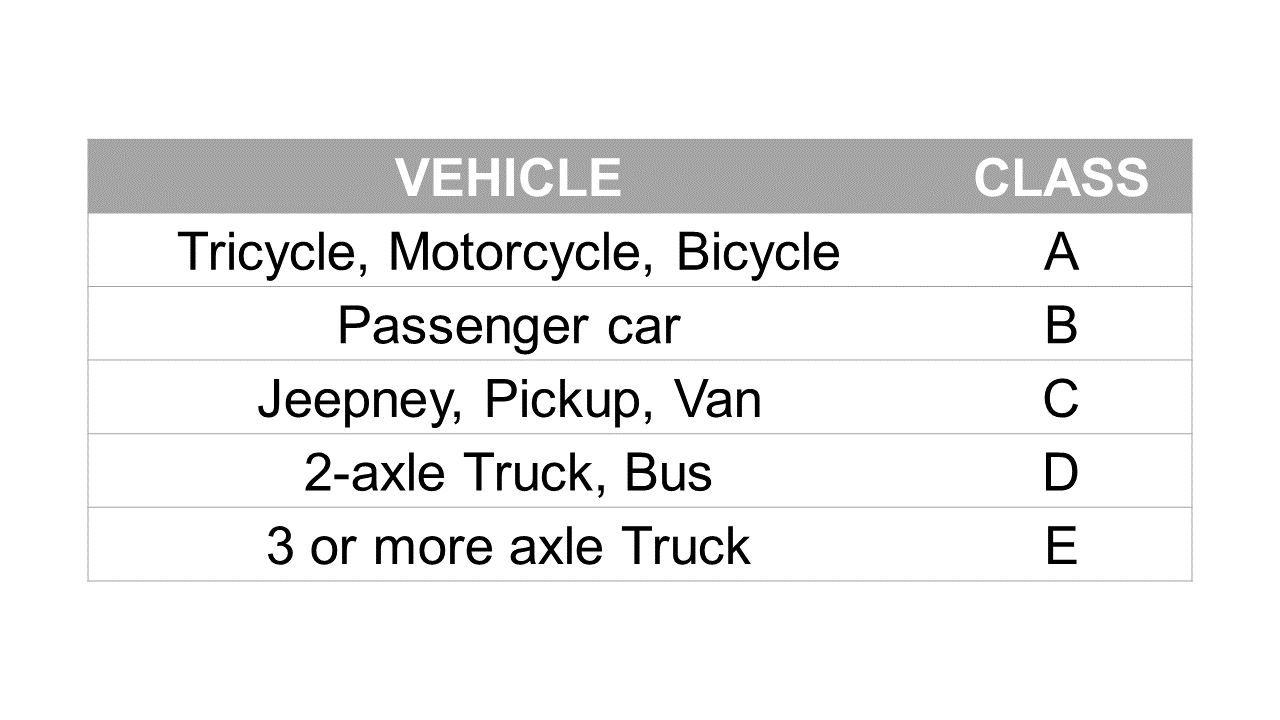 VEHICLE CLASS
Tricycle, Motorcycle, Bicycle A
Passenger car B
Jeepney, Pickup, Van C
2-axle Truck, Bus D
3 or more axle Truck E